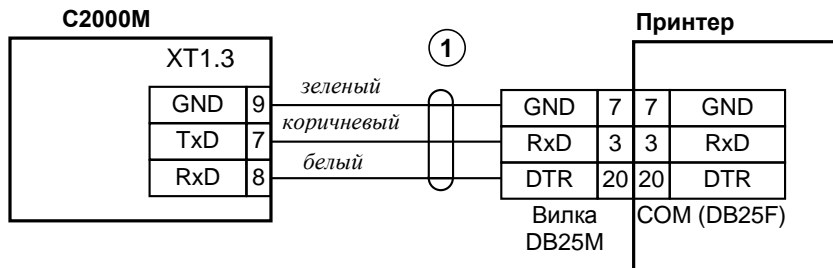 С2000М
Принтер
1
XT1.3
GND 9 зеленый GND 7 7 GND
TxD 7 коричневый RxD 3 3 RxD
RxD 8 белый DTR 20 20 DTR
Вилка
DB25M
COM (DB25F)